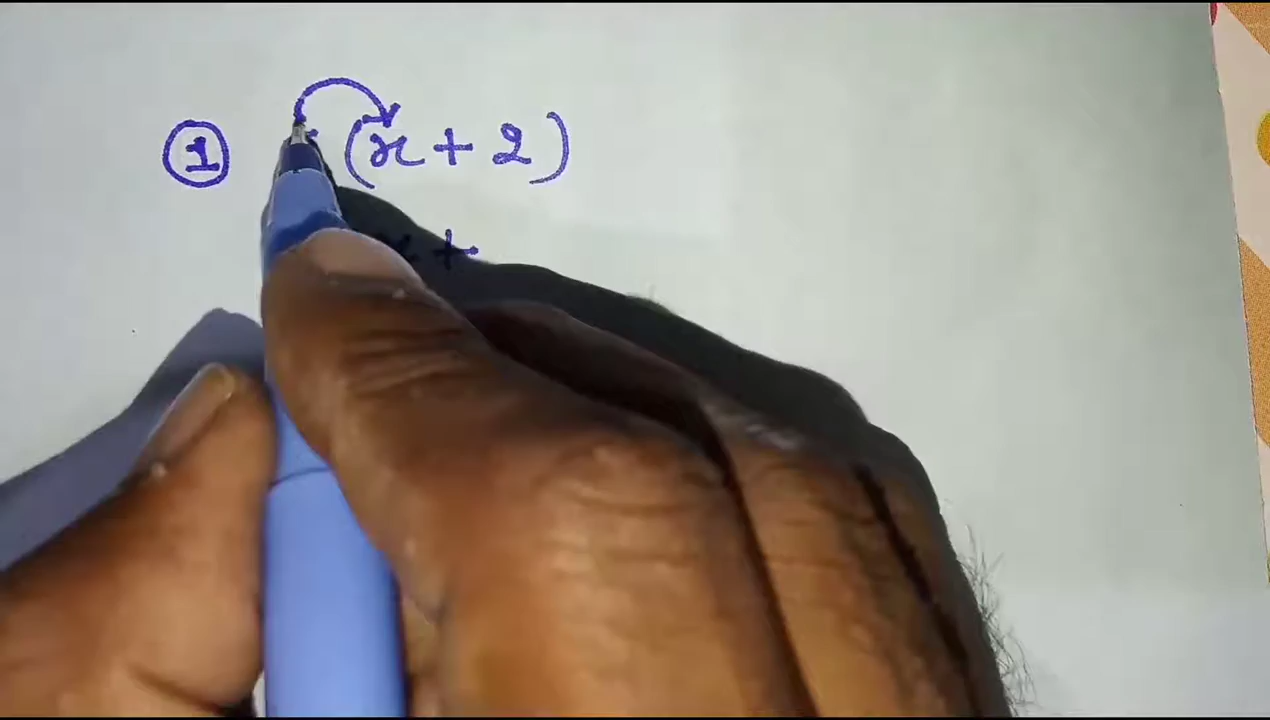 ① (x + 2)
x +